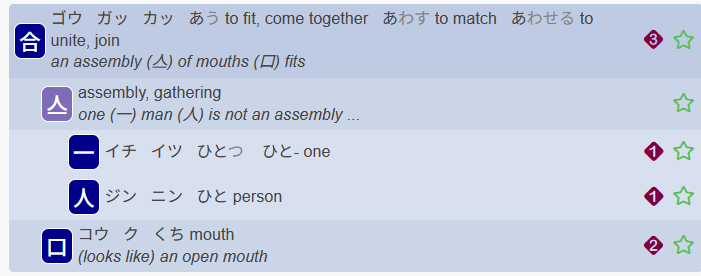 合 ゴウ ガッ カッ あう to fit, come together あわす to match あわせる to
unite, join
an assembly (亼) of mouths (口) fits
3
亼 assembly, gathering
one (一) man (人) is not an assembly ...
一 イチ イツ ひとつ ひと- one
1
人 ジン ニン ひと person
1
口 コウ ク くち mouth
(looks like) an open mouth
2